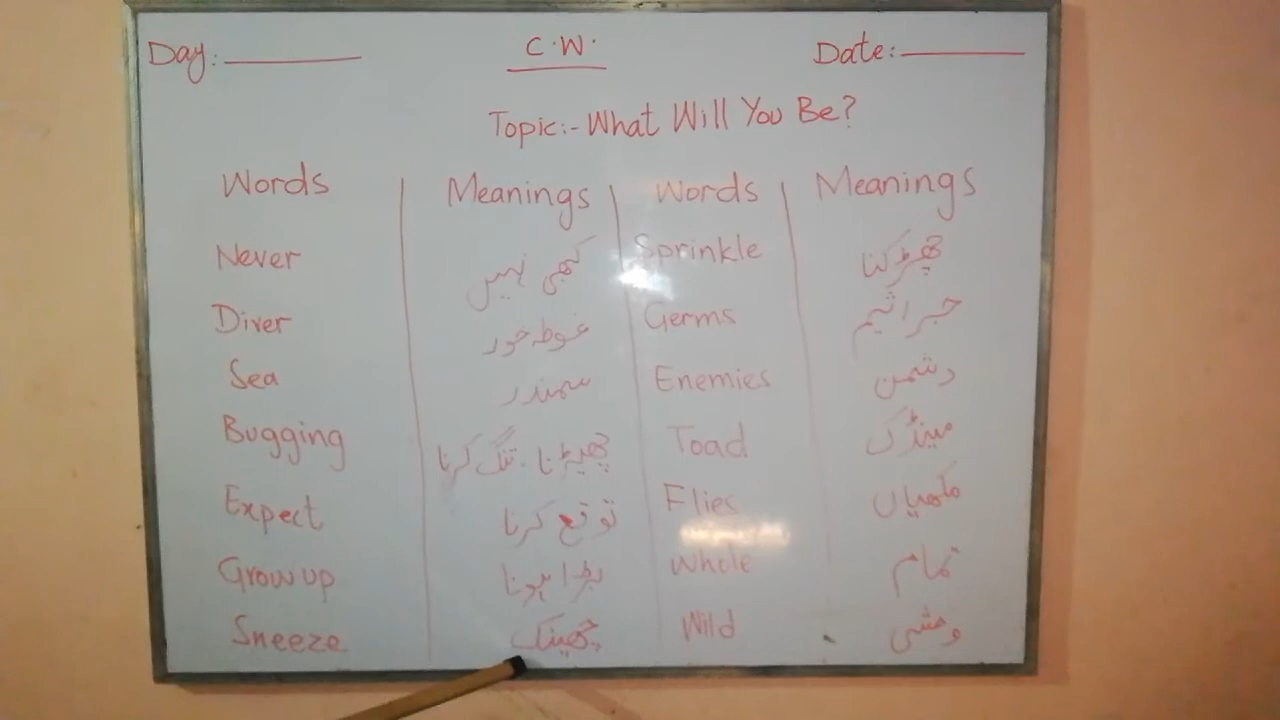 Day: C.W. Date:
Topic:- What Will You Be?
Words Meanings Words Meanings
Never کبھی نہیں Sprinkle چھڑکنا
Diver غوطہ خور Germs جراثیم
Sea سمندر Enemies دشمن
Bugging چھیڑنا۔ تنگ کرنا Toad مینڈک
Expect توقع کرنا Flies مکھیاں
Grow up بڑا ہونا Whole تمام
Sneeze چھینک Wild وحشی